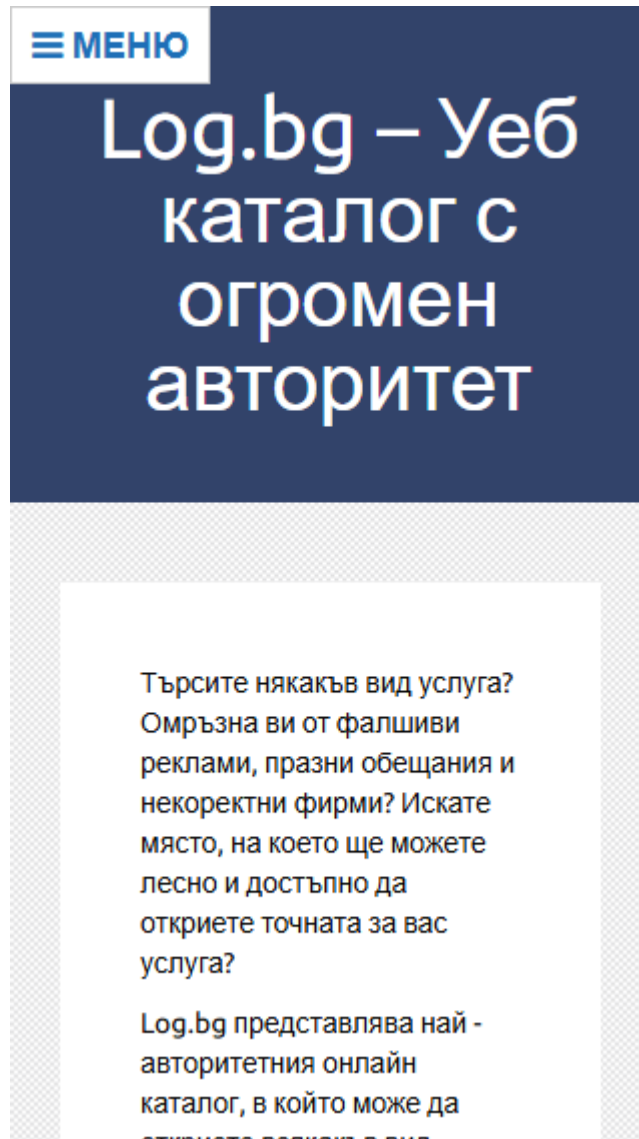 МЕНЮ
Log.bg – Уеб
каталог с
огромен
авторитет
Търсите някакъв вид услуга?
Омръзна ви от фалшиви
реклами, празни обещания и
некоректни фирми? Искате
място, на което ще можете
лесно и достъпно да
откриете точната за вас
услуга?
Log.bg представлява най -
авторитетния онлайн
каталог, в който може да